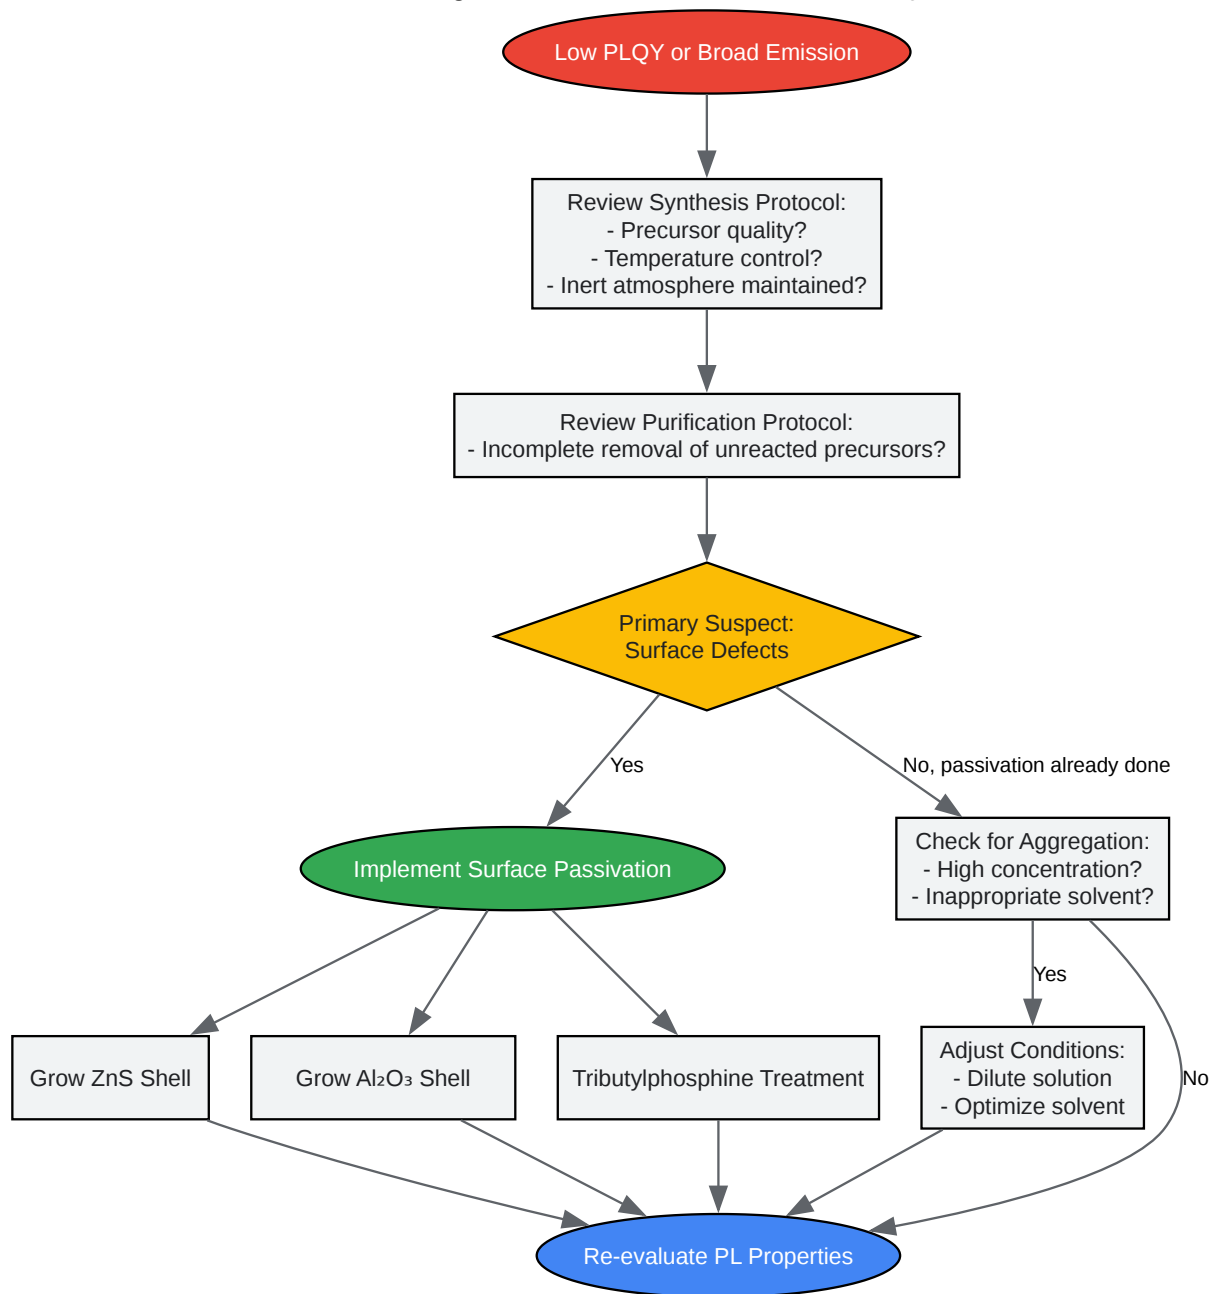 Low PLQY or Broad Emission
Review Synthesis Protocol:
- Precursor quality?
- Temperature control?
- Inert atmosphere maintained?
Review Purification Protocol:
- Incomplete removal of unreacted precursors?
Primary Suspect:
Surface Defects
Yes
No, passivation already done
Implement Surface Passivation
Check for Aggregation:
- High concentration?
- Inappropriate solvent?
Yes
No
Grow ZnS Shell
Grow Al₂O₃ Shell
Tributylphosphine Treatment
Adjust Conditions:
- Dilute solution
- Optimize solvent
Re-evaluate PL Properties